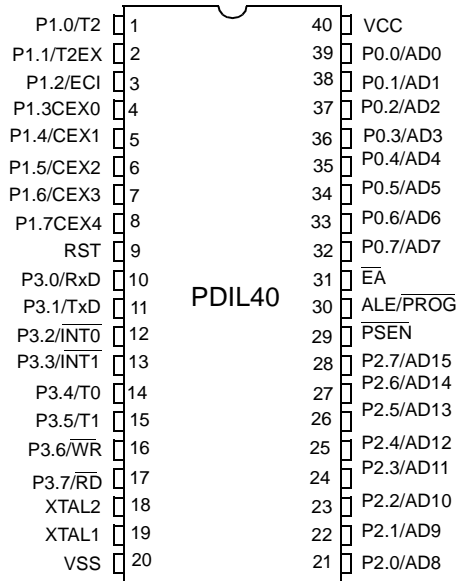 P1.0/T2 1 40 VCC
P1.1/T2EX 2 39 P0.0/AD0
P1.2/ECI 3 38 P0.1/AD1
P1.3CEX0 4 37 P0.2/AD2
P1.4/CEX1 5 36 P0.3/AD3
P1.5/CEX2 6 35 P0.4/AD4
P1.6/CEX3 7 34 P0.5/AD5
P1.7CEX4 8 33 P0.6/AD6
RST 9 32 P0.7/AD7
P3.0/RxD 10 31 E̅A̅
P3.1/TxD 11 PDIL40 30 ALE/P̅R̅O̅G̅
P3.2/I̅N̅T̅0̅ 12 29 P̅S̅E̅N̅
P3.3/I̅N̅T̅1̅ 13 28 P2.7/AD15
P3.4/T0 14 27 P2.6/AD14
P3.5/T1 15 26 P2.5/AD13
P3.6/W̅R̅ 16 25 P2.4/AD12
P3.7/R̅D̅ 17 24 P2.3/AD11
XTAL2 18 23 P2.2/AD10
XTAL1 19 22 P2.1/AD9
VSS 20 21 P2.0/AD8